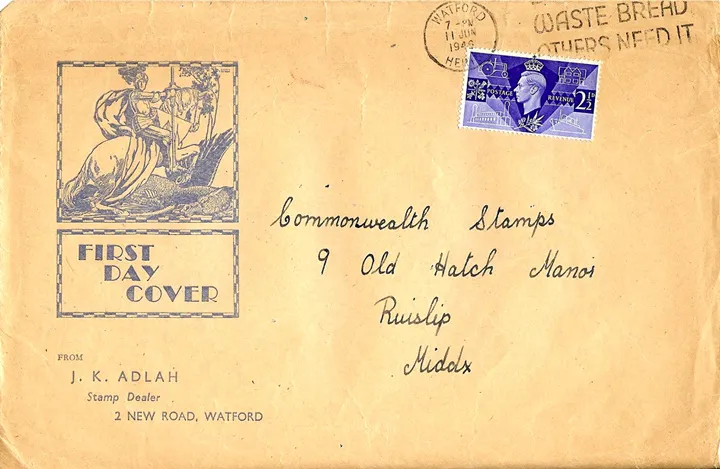 WATFORD
7 - PM
11 JUN
1946
WASTE BREAD
OTHERS NEED IT
POSTAGE REVENUE 2½D
Commonwealth Stamps
9 Old Hatch Manor
Ruislip
Middx
FIRST
DAY
COVER
FROM
J. K. ADLAH
Stamp Dealer
2 NEW ROAD, WATFORD